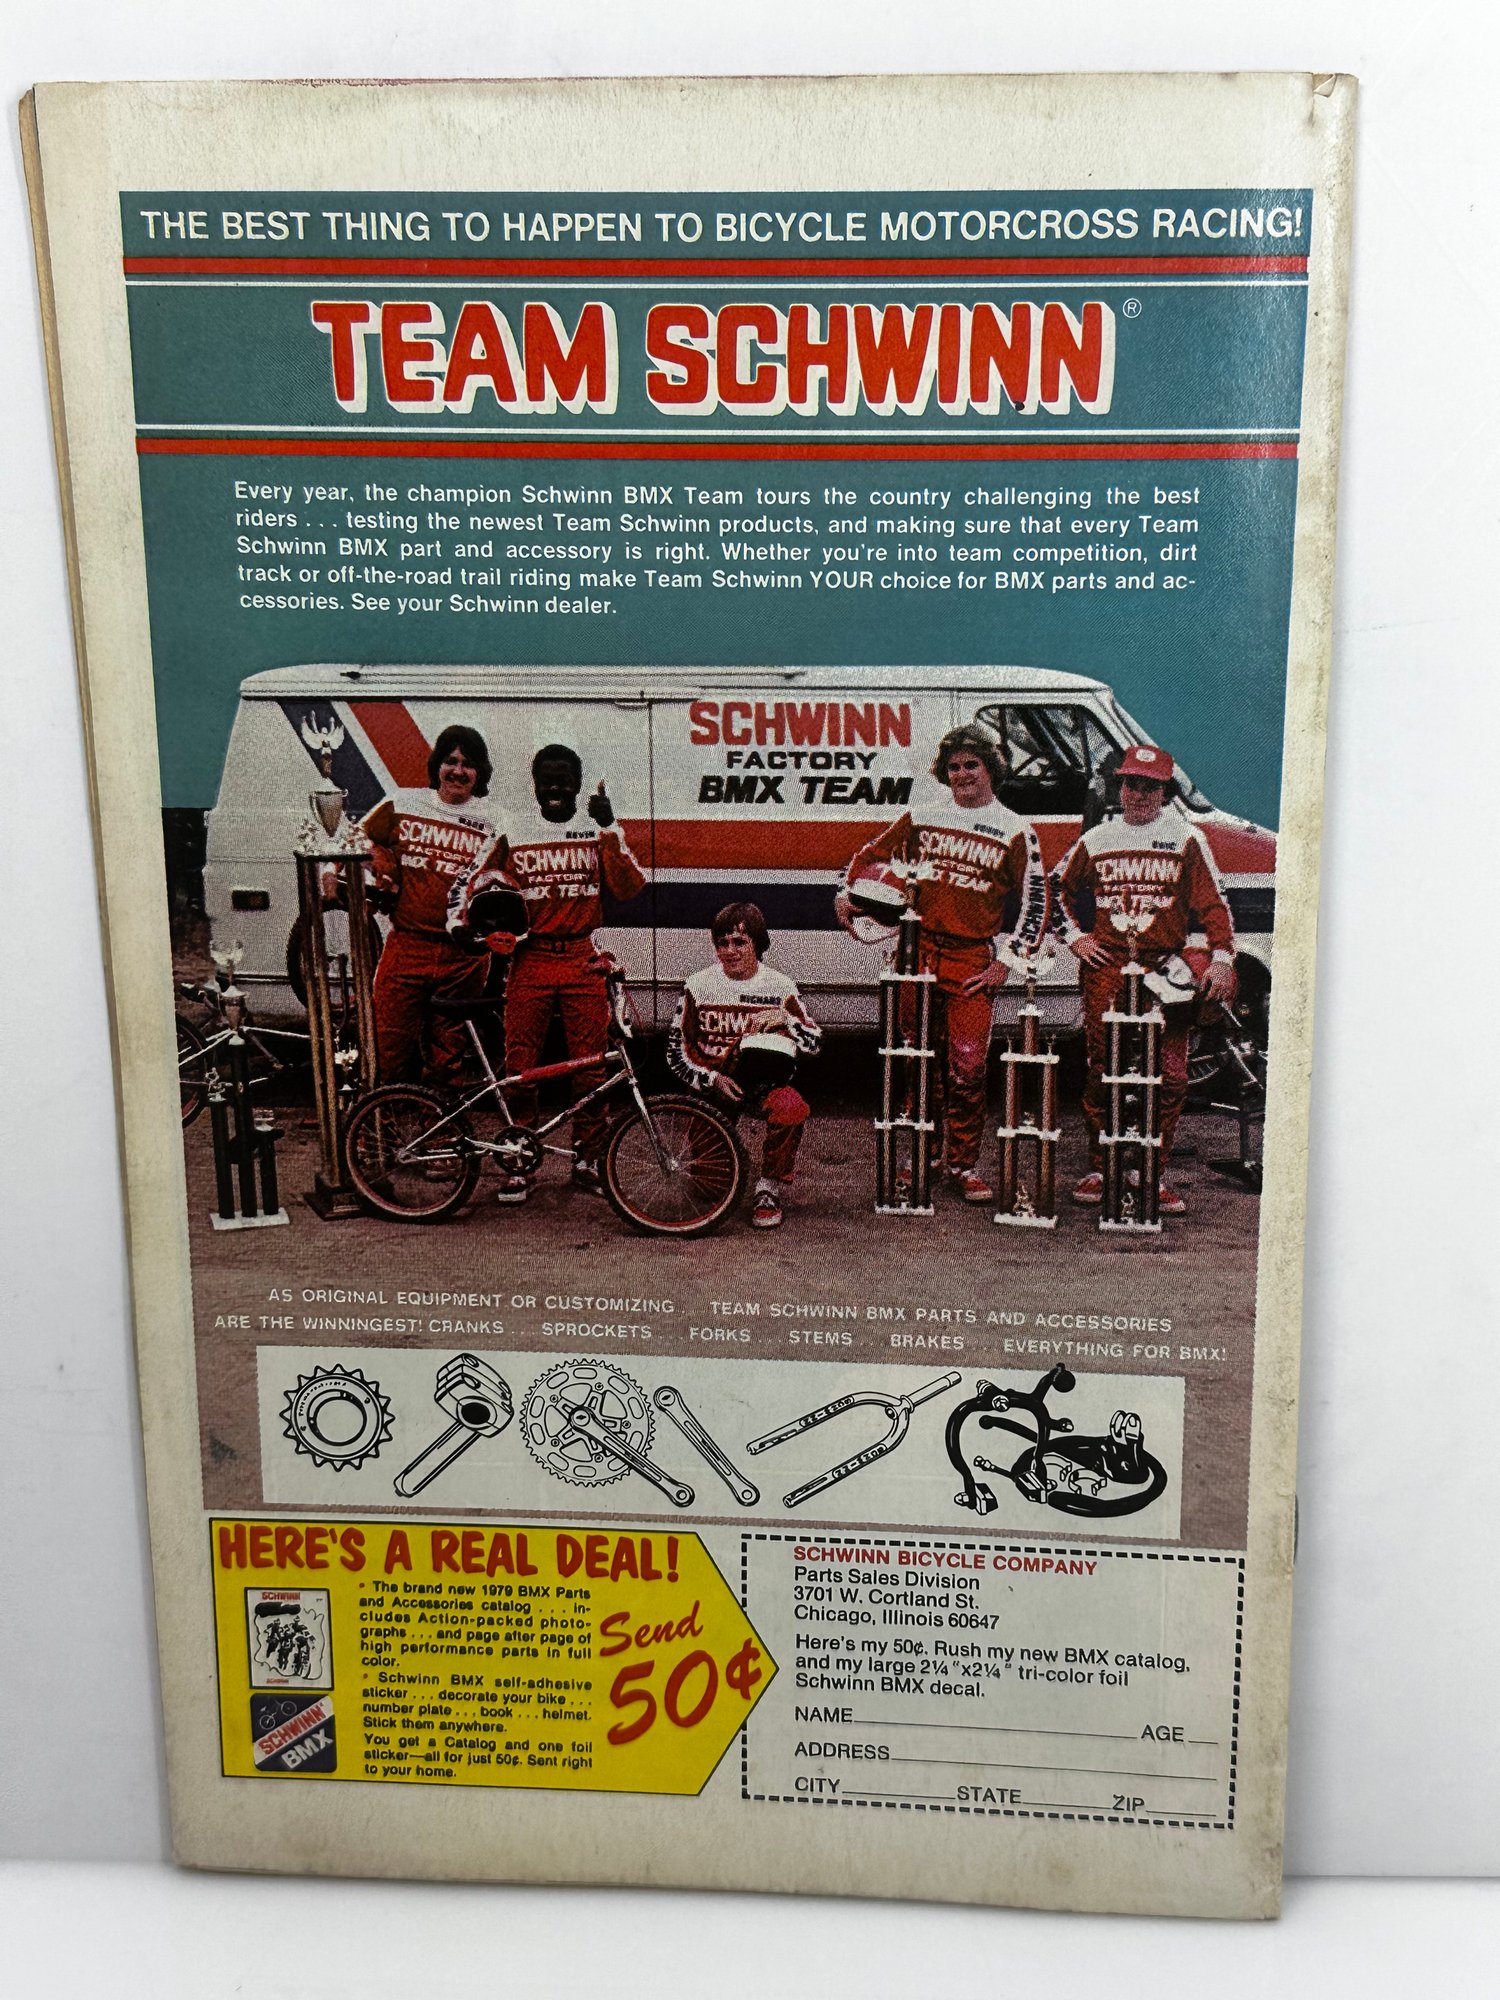 THE BEST THING TO HAPPEN TO BICYCLE MOTORCROSS RACING!
TEAM SCHWINN®
Every year, the champion Schwinn BMX Team tours the country challenging the best
riders . . . testing the newest Team Schwinn products, and making sure that every Team
Schwinn BMX part and accessory is right. Whether you're into team competition, dirt
track or off-the-road trail riding make Team Schwinn YOUR choice for BMX parts and ac-
cessories. See your Schwinn dealer.
SCHWINN
FACTORY
BMX TEAM
SCHWINN
FACTORY
BMX TEAM
KEVIN
SCHWINN
FACTORY
BMX TEAM
RICHARD
SCHWINN
SCHWINN
FACTORY
BMX TEAM
SCHWINN
SCHWINN
FACTORY
BMX TEAM
AS ORIGINAL EQUIPMENT OR CUSTOMIZING . . TEAM SCHWINN BMX PARTS AND ACCESSORIES
ARE THE WINNINGEST! CRANKS . . . SPROCKETS . . . FORKS . . . STEMS . . BRAKES . . EVERYTHING FOR BMX!
HERE'S A REAL DEAL!
• The brand new 1979 BMX Parts
and Accessories catalog . . . in-
cludes Action-packed photo-
graphs . . . and page after page of
high performance parts in full
color.
• Schwinn BMX self-adhesive
sticker . . . decorate your bike . . .
number plate . . . book . . . helmet.
Stick them anywhere.
You get a Catalog and one foil
sticker—all for just 50¢. Sent right
to your home.
SCHWINN
SCHWINN
BMX
Send
50¢
SCHWINN BICYCLE COMPANY
Parts Sales Division
3701 W. Cortland St.
Chicago, Illinois 60647
Here's my 50¢. Rush my new BMX catalog,
and my large 2¼"x2¼" tri-color foil
Schwinn BMX decal.
NAME AGE
ADDRESS
CITY STATE ZIP